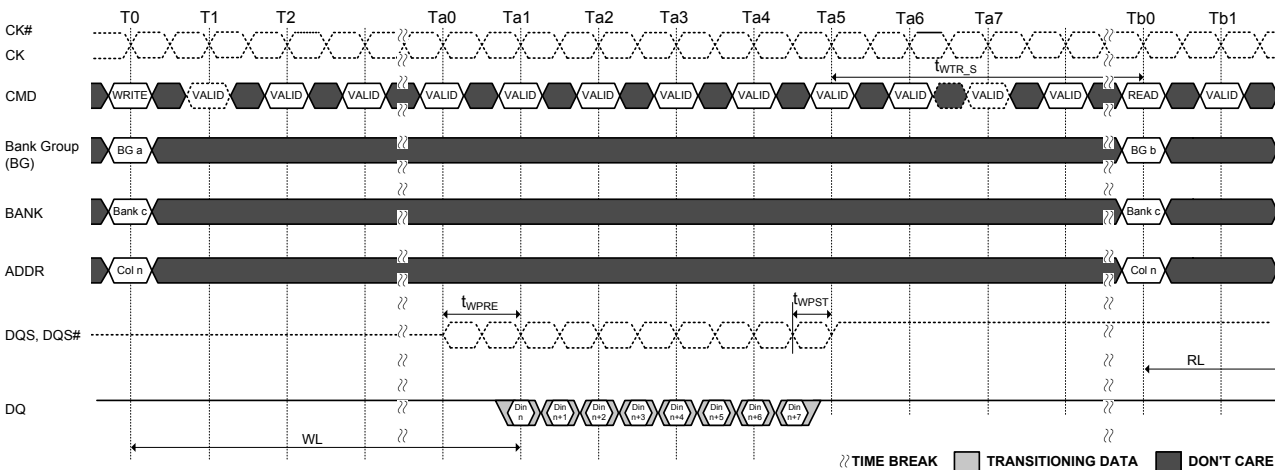 T0 T1 T2 Ta0 Ta1 Ta2 Ta3 Ta4 Ta5 Ta6 Ta7 Tb0 Tb1
CK#
CK
tWTR_S
CMD WRITE VALID VALID VALID VALID VALID VALID VALID VALID VALID VALID VALID VALID READ VALID
Bank Group
(BG)
BG a BG b
BANK Bank c Bank c
ADDR Col n Col n
tWPRE tWPST
DQS, DQS#
RL
DQ
Din n Din n+1 Din n+2 Din n+3 Din n+4 Din n+5 Din n+6 Din n+7
WL
TIME BREAK TRANSITIONING DATA DON'T CARE